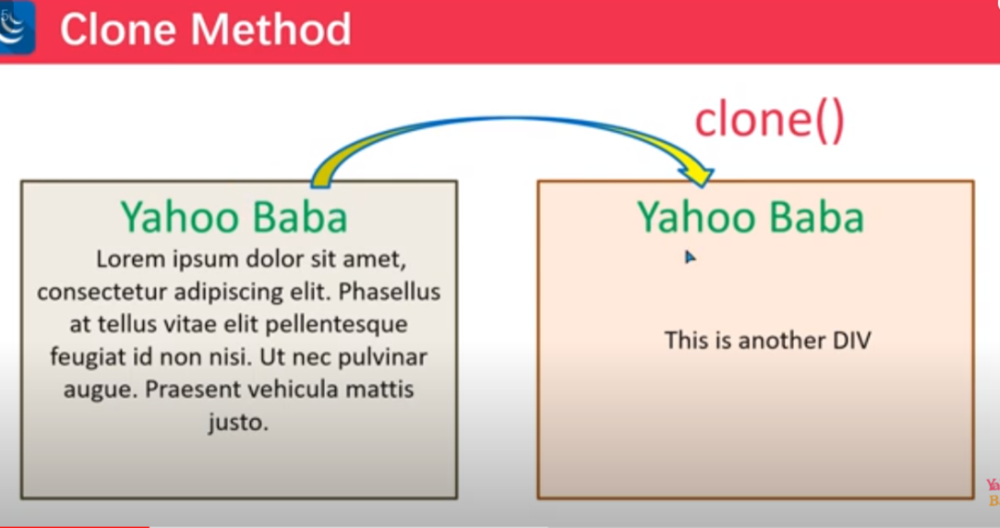 Clone Method
clone()
Yahoo Baba
Lorem ipsum dolor sit amet,
consectetur adipiscing elit. Phasellus
at tellus vitae elit pellentesque
feugiat id non nisi. Ut nec pulvinar
augue. Praesent vehicula mattis
justo.
Yahoo Baba
This is another DIV